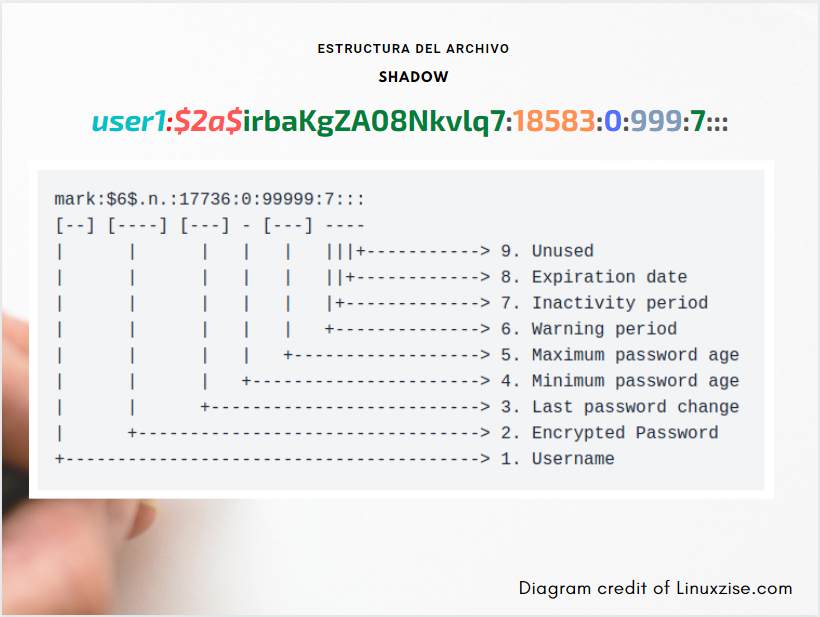 ESTRUCTURA DEL ARCHIVO
SHADOW
user1:$2a$irbaKgZA08Nkvlq7:18583:0:999:7:::
mark:$6$.n.:17736:0:99999:7:::
[--] [----] [---] - [---] ----
|      |      |   |   |   |||+-----------> 9. Unused
|      |      |   |   |   ||+------------> 8. Expiration date
|      |      |   |   |   |+-------------> 7. Inactivity period
|      |      |   |   |   +--------------> 6. Warning period
|      |      |   |   +------------------> 5. Maximum password age
|      |      |   +----------------------> 4. Minimum password age
|      |      +--------------------------> 3. Last password change
|      +---------------------------------> 2. Encrypted Password
+----------------------------------------> 1. Username
Diagram credit of Linuxzise.com